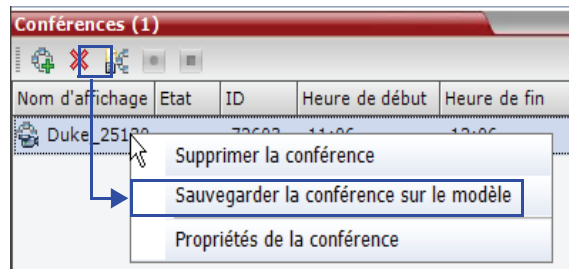 Conférences (1)
Nom d'affichage Etat ID Heure de début Heure de fin
Supprimer la conférence
Sauvegarder la conférence sur le modèle
Propriétés de la conférence